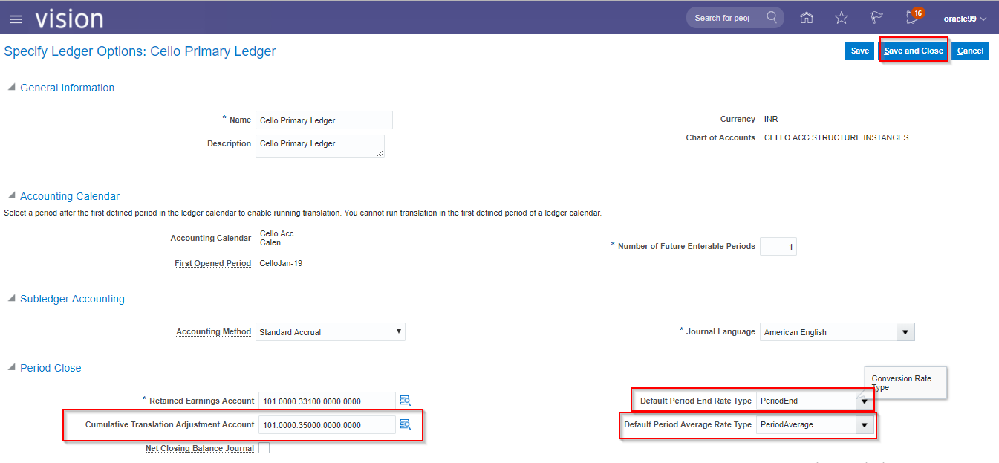 vision
Search for peo
16
oracle99
Specify Ledger Options: Cello Primary Ledger
Save
Save and Close
Cancel
General Information
* Name Cello Primary Ledger
Currency INR
Description Cello Primary Ledger
Chart of Accounts CELLO ACC STRUCTURE INSTANCES
Accounting Calendar
Select a period after the first defined period in the ledger calendar to enable running translation. You cannot run translation in the first defined period of a ledger calendar.
Accounting Calendar Cello Acc
Calen
* Number of Future Enterable Periods 1
First Opened Period CelloJan-19
Subledger Accounting
Accounting Method Standard Accrual
* Journal Language American English
Period Close
Conversion Rate
Type
* Retained Earnings Account 101.0000.33100.0000.0000
Default Period End Rate Type PeriodEnd
Cumulative Translation Adjustment Account 101.0000.35000.0000.0000
Default Period Average Rate Type PeriodAverage
Net Closing Balance Journal